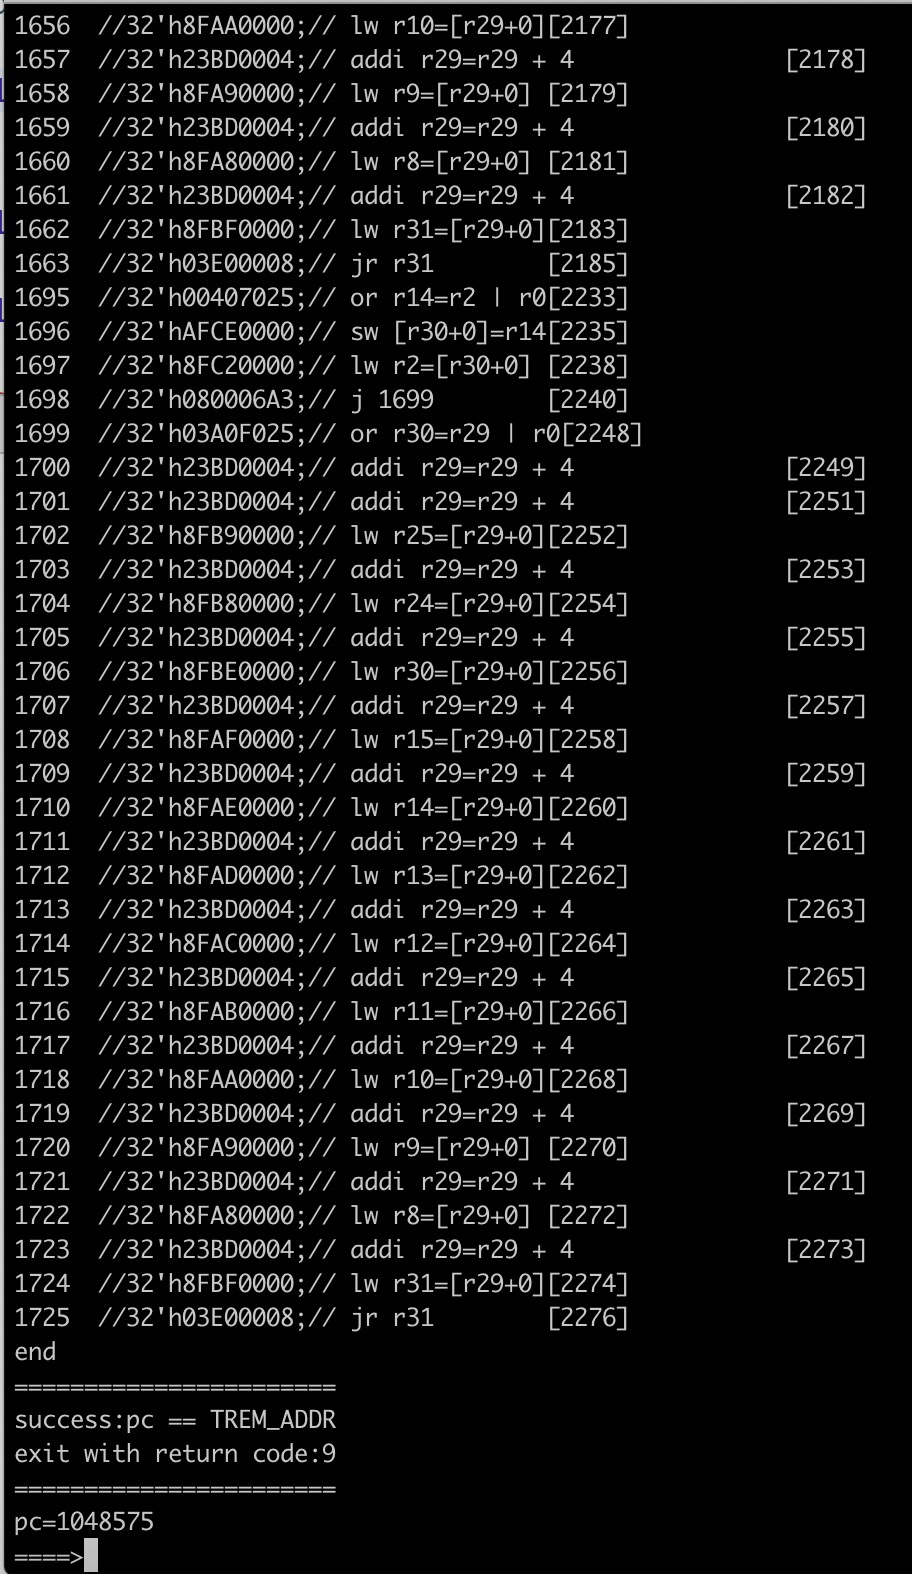 1656  //32'h8FAA0000;// lw r10=[r29+0][2177]
1657  //32'h23BD0004;// addi r29=r29 + 4               [2178]
1658  //32'h8FA90000;// lw r9=[r29+0] [2179]
1659  //32'h23BD0004;// addi r29=r29 + 4               [2180]
1660  //32'h8FA80000;// lw r8=[r29+0] [2181]
1661  //32'h23BD0004;// addi r29=r29 + 4               [2182]
1662  //32'h8FBF0000;// lw r31=[r29+0][2183]
1663  //32'h03E00008;// jr r31        [2185]
1695  //32'h00407025;// or r14=r2 | r0[2233]
1696  //32'hAFCE0000;// sw [r30+0]=r14[2235]
1697  //32'h8FC20000;// lw r2=[r30+0] [2238]
1698  //32'h080006A3;// j 1699        [2240]
1699  //32'h03A0F025;// or r30=r29 | r0[2248]
1700  //32'h23BD0004;// addi r29=r29 + 4               [2249]
1701  //32'h23BD0004;// addi r29=r29 + 4               [2251]
1702  //32'h8FB90000;// lw r25=[r29+0][2252]
1703  //32'h23BD0004;// addi r29=r29 + 4               [2253]
1704  //32'h8FB80000;// lw r24=[r29+0][2254]
1705  //32'h23BD0004;// addi r29=r29 + 4               [2255]
1706  //32'h8FBE0000;// lw r30=[r29+0][2256]
1707  //32'h23BD0004;// addi r29=r29 + 4               [2257]
1708  //32'h8FAF0000;// lw r15=[r29+0][2258]
1709  //32'h23BD0004;// addi r29=r29 + 4               [2259]
1710  //32'h8FAE0000;// lw r14=[r29+0][2260]
1711  //32'h23BD0004;// addi r29=r29 + 4               [2261]
1712  //32'h8FAD0000;// lw r13=[r29+0][2262]
1713  //32'h23BD0004;// addi r29=r29 + 4               [2263]
1714  //32'h8FAC0000;// lw r12=[r29+0][2264]
1715  //32'h23BD0004;// addi r29=r29 + 4               [2265]
1716  //32'h8FAB0000;// lw r11=[r29+0][2266]
1717  //32'h23BD0004;// addi r29=r29 + 4               [2267]
1718  //32'h8FAA0000;// lw r10=[r29+0][2268]
1719  //32'h23BD0004;// addi r29=r29 + 4               [2269]
1720  //32'h8FA90000;// lw r9=[r29+0] [2270]
1721  //32'h23BD0004;// addi r29=r29 + 4               [2271]
1722  //32'h8FA80000;// lw r8=[r29+0] [2272]
1723  //32'h23BD0004;// addi r29=r29 + 4               [2273]
1724  //32'h8FBF0000;// lw r31=[r29+0][2274]
1725  //32'h03E00008;// jr r31        [2276]
end
=======================
success:pc == TREM_ADDR
exit with return code:9
=======================
pc=1048575
====>